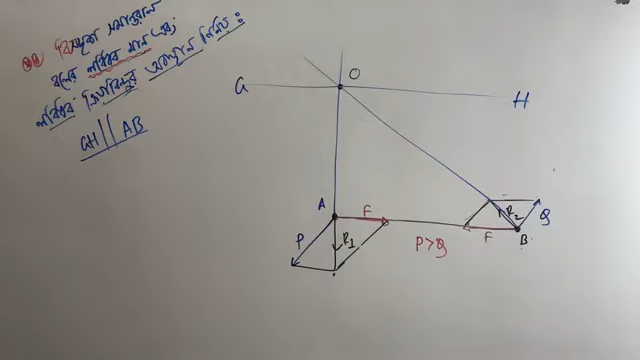 বিসদৃশ সমান্তরাল
বলের লব্ধির মান এবং
লব্ধির ক্রিয়াবিন্দুর অবস্থান নির্ণয় :
GH || AB
O
G
H
A
F
P
R₁
P>Q
F
R₂
Q
B